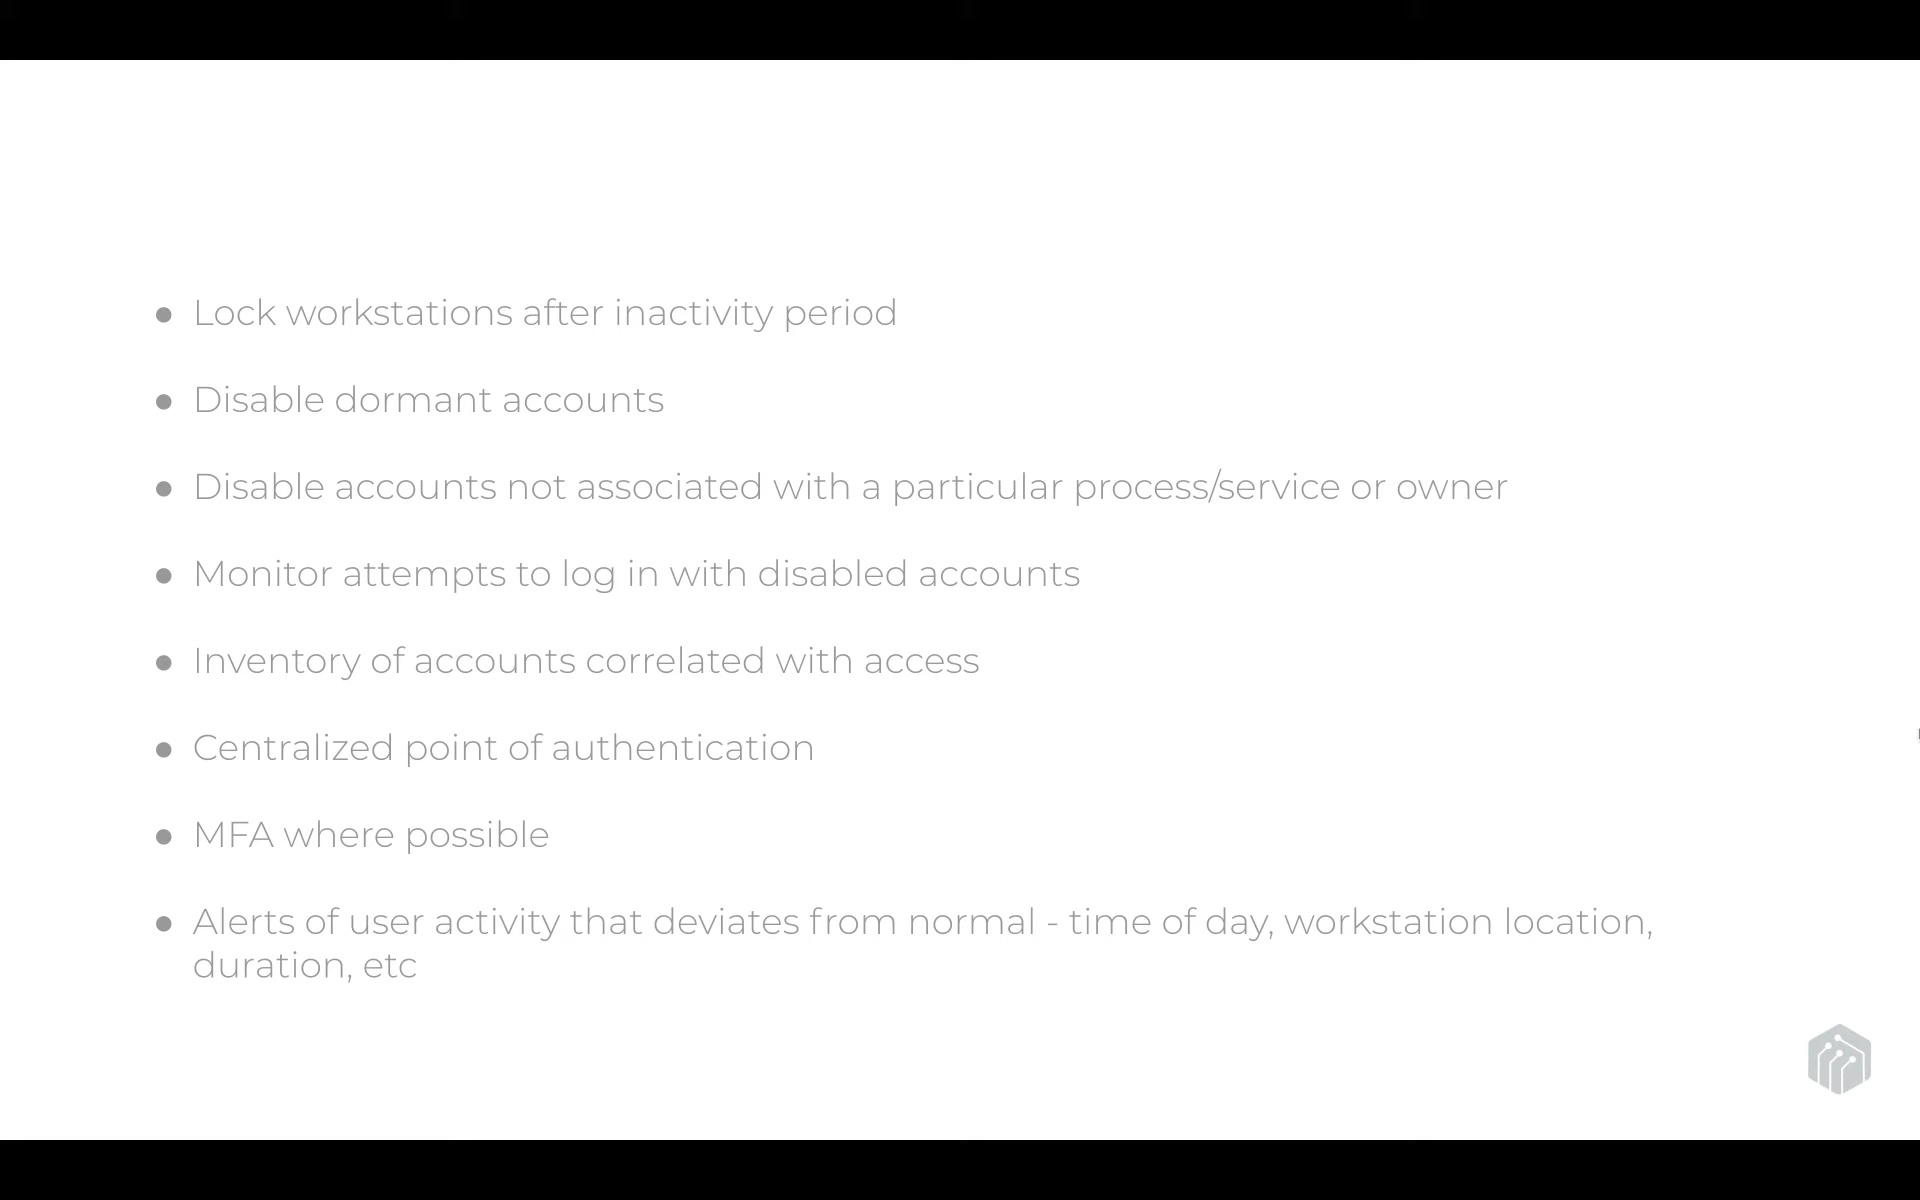 ● Lock workstations after inactivity period
● Disable dormant accounts
● Disable accounts not associated with a particular process/service or owner
● Monitor attempts to log in with disabled accounts
● Inventory of accounts correlated with access
● Centralized point of authentication
● MFA where possible
● Alerts of user activity that deviates from normal - time of day, workstation location,
duration, etc